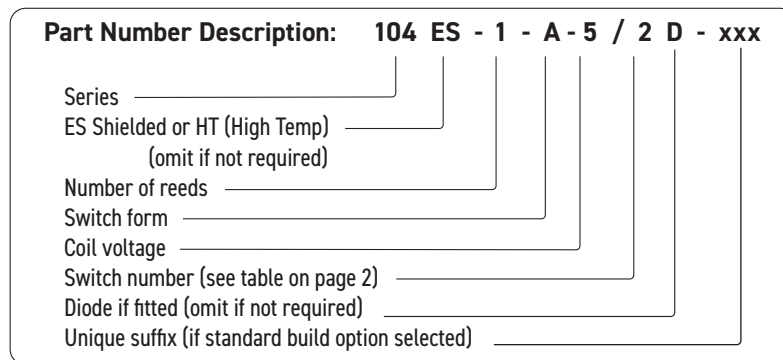 Part Number Description: 104 ES - 1 - A - 5 / 2 D - xxx
Series
ES Shielded or HT (High Temp)
(omit if not required)
Number of reeds
Switch form
Coil voltage
Switch number (see table on page 2)
Diode if fitted (omit if not required)
Unique suffix (if standard build option selected)